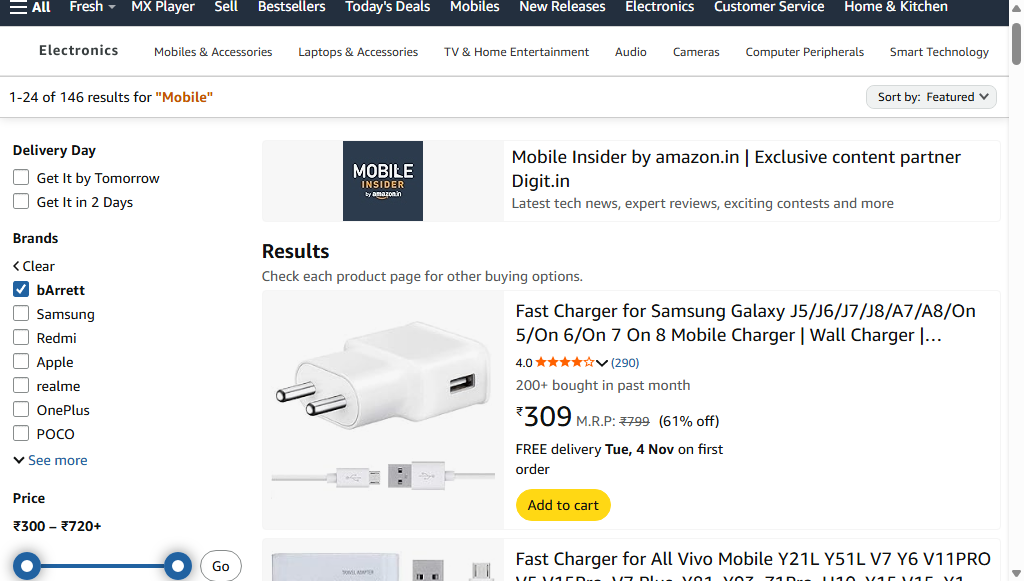 All Fresh MX Player Sell Bestsellers Today's Deals Mobiles New Releases Electronics Customer Service Home & Kitchen
Electronics Mobiles & Accessories Laptops & Accessories TV & Home Entertainment Audio Cameras Computer Peripherals Smart Technology
1-24 of 146 results for "Mobile"
Sort by: Featured
Delivery Day
Get It by Tomorrow
Get It in 2 Days
Brands
Clear
bArrett
Samsung
Redmi
Apple
realme
OnePlus
POCO
See more
Price
₹300 – ₹720+
Go
MOBILE
INSIDER
by amazon.in
Mobile Insider by amazon.in | Exclusive content partner
Digit.in
Latest tech news, expert reviews, exciting contests and more
Results
Check each product page for other buying options.
Fast Charger for Samsung Galaxy J5/J6/J7/J8/A7/A8/On
5/On 6/On 7 On 8 Mobile Charger | Wall Charger |…
4.0 (290)
200+ bought in past month
₹309 M.R.P: ₹799 (61% off)
FREE delivery Tue, 4 Nov on first
order
Add to cart
TRAVEL ADAPTER
Fast Charger for All Vivo Mobile Y21L Y51L V7 Y6 V11PRO